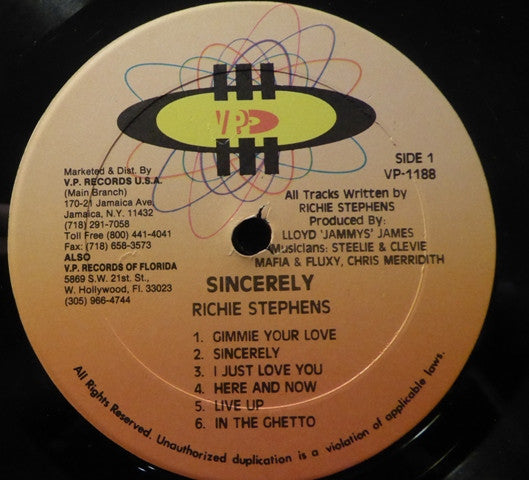 VP
SIDE 1
VP-1188
Marketed & Dist. By
V.P. RECORDS U.S.A.
(Main Branch)
170-21 Jamaica Ave.
Jamaica, N.Y. 11432
(718) 291-7058
Toll Free (800) 441-4041
Fax: (718) 658-3573
ALSO
V.P. RECORDS OF FLORIDA
5869 S.W. 21st. St.,
W. Hollywood, Fl. 33023
(305) 966-4744
All Tracks Written by
RICHIE STEPHENS
Produced By:
LLOYD 'JAMMYS' JAMES
Musicians: STEELIE & CLEVIE
MAFIA & FLUXY, CHRIS MERRIDITH
SINCERELY
RICHIE STEPHENS
1. GIMMIE YOUR LOVE
2. SINCERELY
3. I JUST LOVE YOU
4. HERE AND NOW
5. LIVE UP
6. IN THE GHETTO
All Rights Reserved. Unauthorized duplication is a violation of applicable laws.